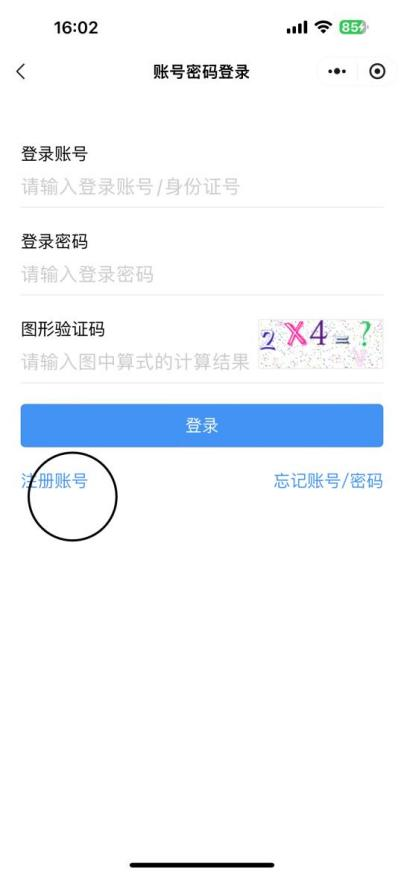 16:02
85
账号密码登录
登录账号
请输入登录账号/身份证号
登录密码
请输入登录密码
图形验证码
请输入图中算式的计算结果
2X4=?
登录
注册账号
忘记账号/密码